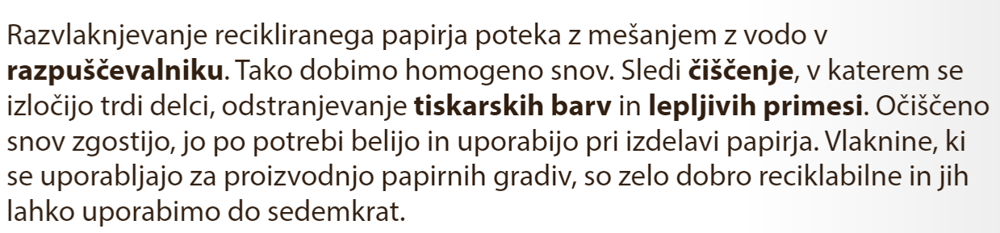 Razvlaknjevanje recikliranega papirja poteka z mešanjem z vodo v
razpuščevalniku. Tako dobimo homogeno snov. Sledi čiščenje, v katerem se
izločijo trdi delci, odstranjevanje tiskarskih barv in lepljivih primesi. Očiščeno
snov zgostijo, jo po potrebi belijo in uporabijo pri izdelavi papirja. Vlaknine, ki
se uporabljajo za proizvodnjo papirnih gradiv, so zelo dobro reciklabilne in jih
lahko uporabimo do sedemkrat.